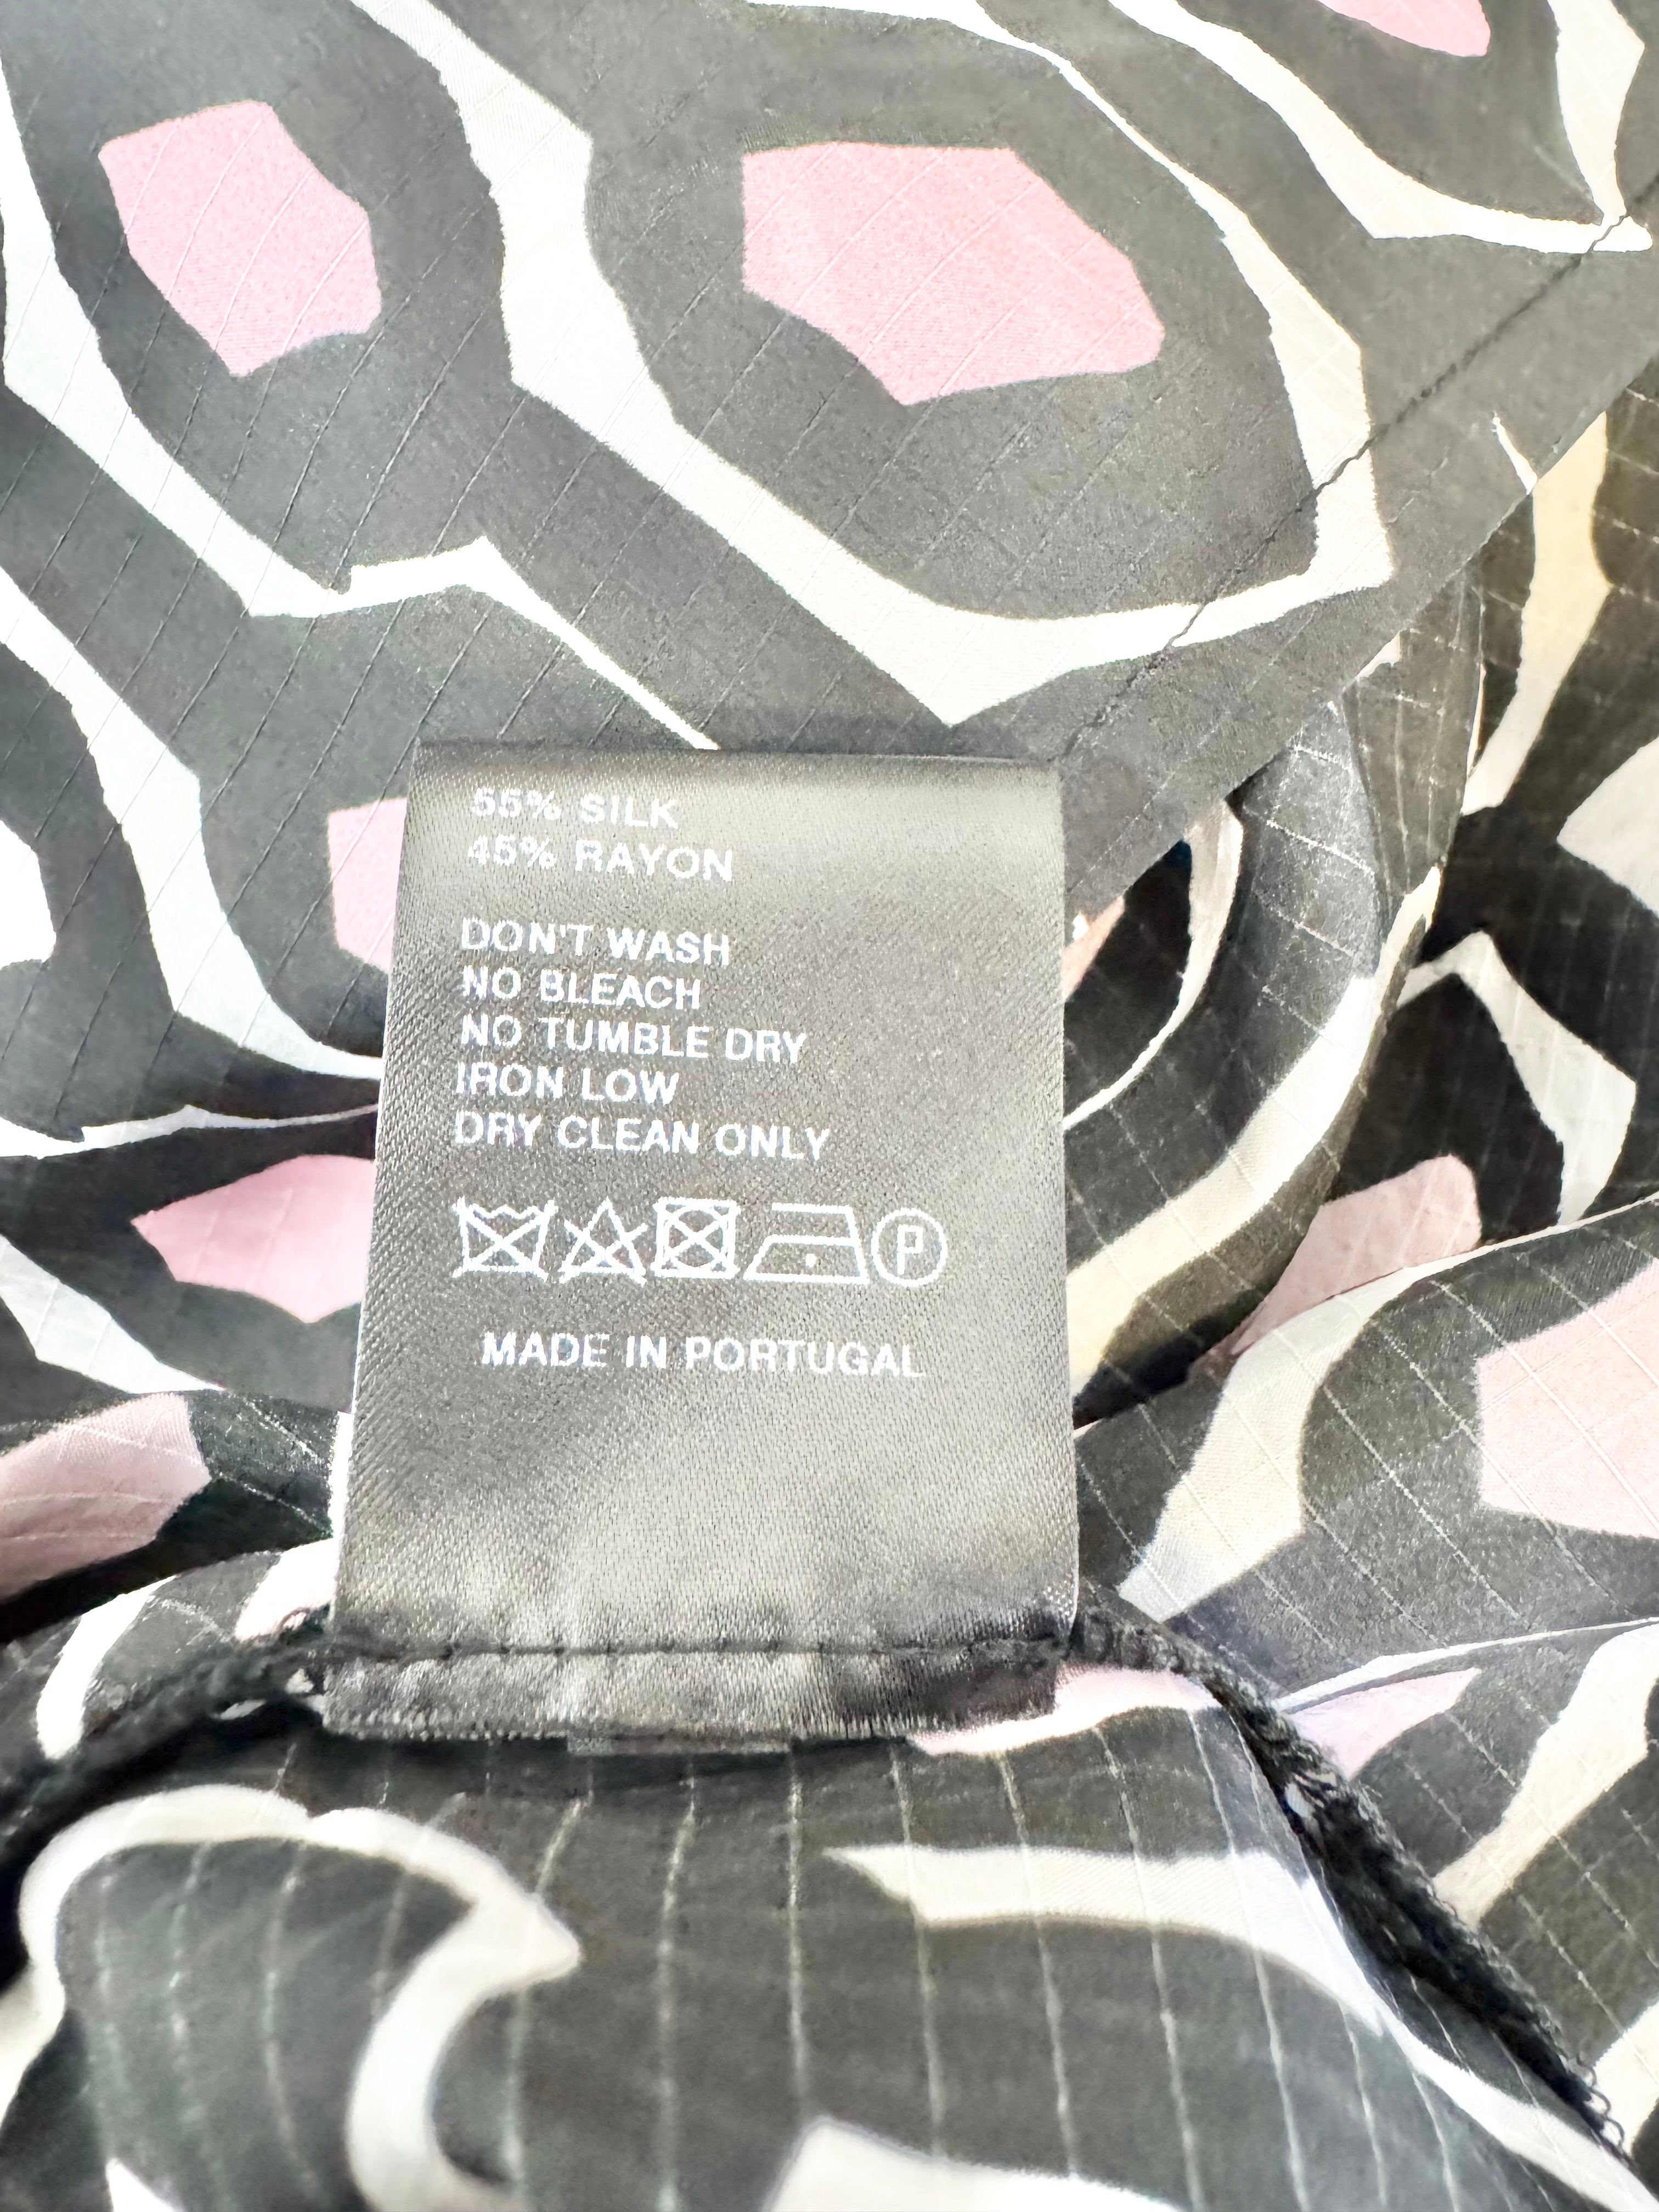 55% SILK
45% RAYON
DON'T WASH
NO BLEACH
NO TUMBLE DRY
IRON LOW
DRY CLEAN ONLY
P
MADE IN PORTUGAL